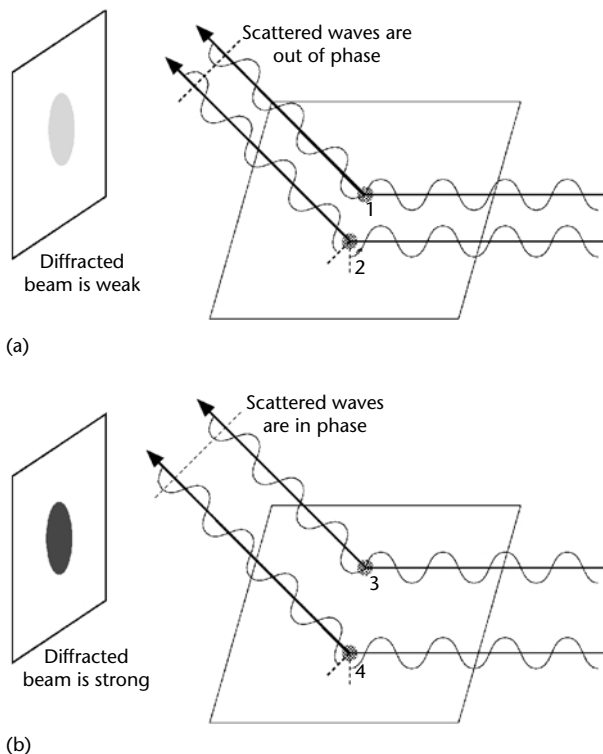 Scattered waves are
out of phase
1
2
Diffracted
beam is weak
(a)
Scattered waves
are in phase
3
4
Diffracted
beam is strong
(b)